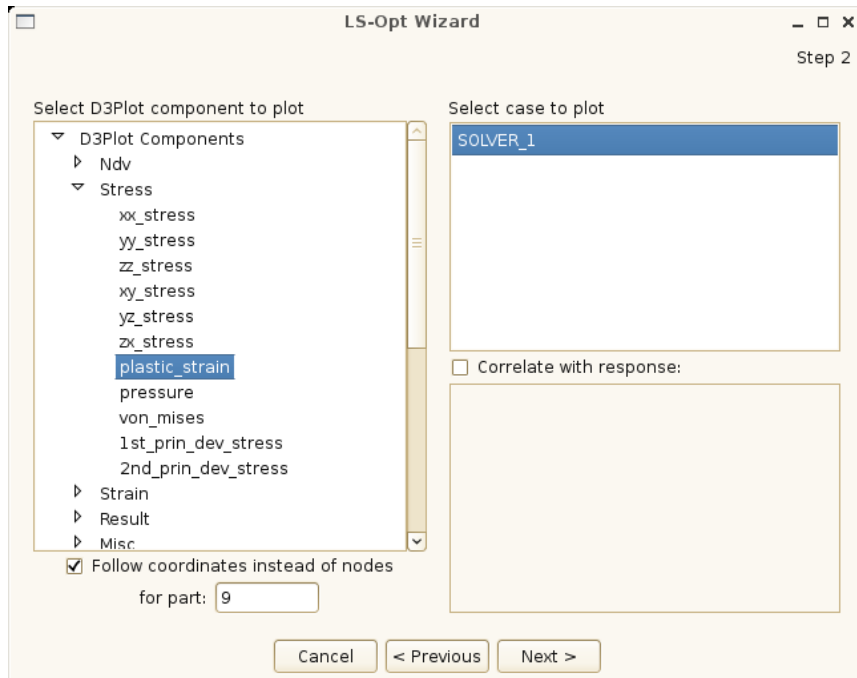 LS-Opt Wizard
Step 2
Select D3Plot component to plot
D3Plot Components
Ndv
Stress
xx_stress
yy_stress
zz_stress
xy_stress
yz_stress
zx_stress
plastic_strain
pressure
von_mises
1st_prin_dev_stress
2nd_prin_dev_stress
Strain
Result
Misc
Follow coordinates instead of nodes
for part: 9
Select case to plot
SOLVER_1
Correlate with response:
Cancel
< Previous
Next >